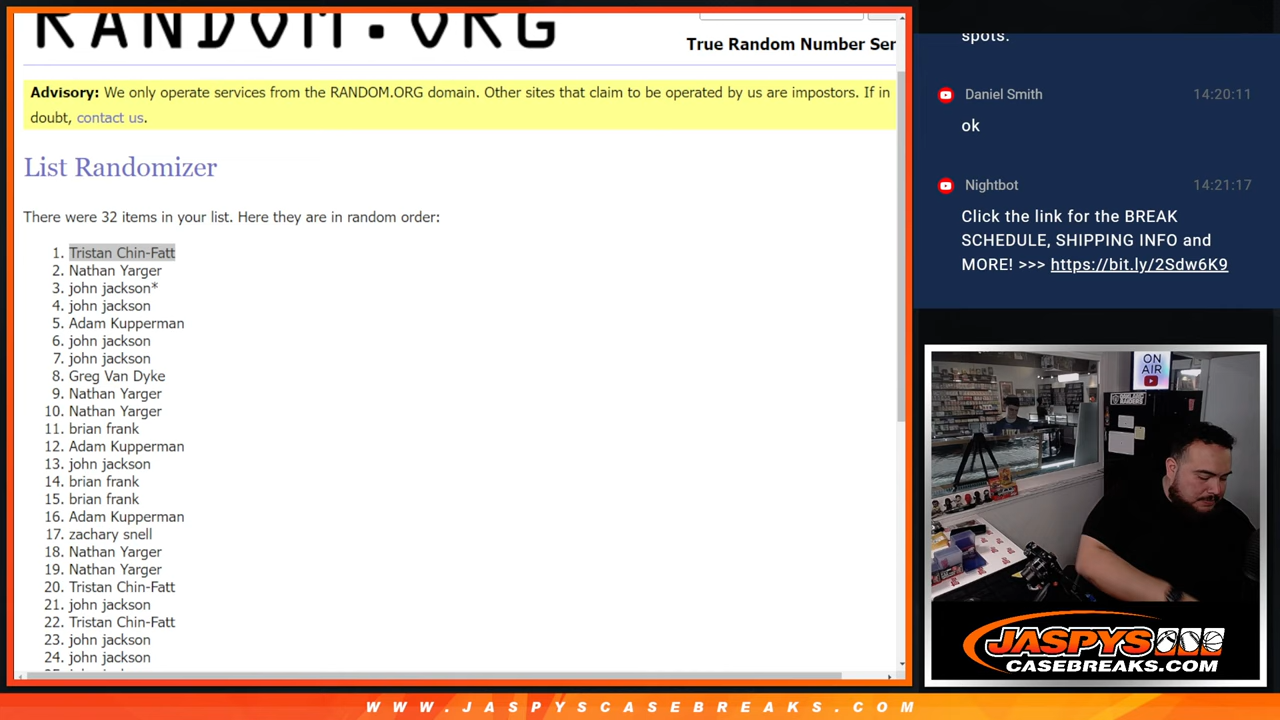 RANDOM.ORG
True Random Number Ser
Advisory: We only operate services from the RANDOM.ORG domain. Other sites that claim to be operated by us are impostors. If in
doubt, contact us.
List Randomizer
There were 32 items in your list. Here they are in random order:
1. Tristan Chin-Fatt
2. Nathan Yarger
3. john jackson*
4. john jackson
5. Adam Kupperman
6. john jackson
7. john jackson
8. Greg Van Dyke
9. Nathan Yarger
10. Nathan Yarger
11. brian frank
12. Adam Kupperman
13. john jackson
14. brian frank
15. brian frank
16. Adam Kupperman
17. zachary snell
18. Nathan Yarger
19. Nathan Yarger
20. Tristan Chin-Fatt
21. john jackson
22. Tristan Chin-Fatt
23. john jackson
24. john jackson
spots.
Daniel Smith 14:20:11
ok
Nightbot 14:21:17
Click the link for the BREAK
SCHEDULE, SHIPPING INFO and
MORE! >>> https://bit.ly/2Sdw6K9
ON
AIR
JASPYS
CASEBREAKS.COM
WWW.JASPYSCASEBREAKS.COM